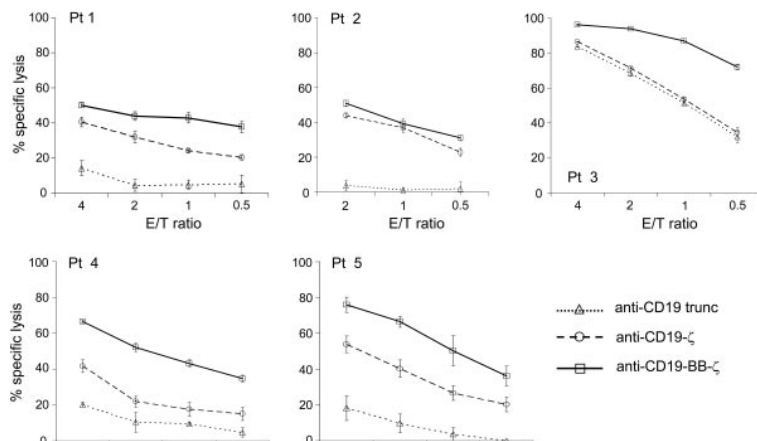 Pt 1
Pt 2
100
80
60
40
20
0
% specific lysis
4 2 1 0.5
E/T ratio
100
80
60
40
20
0
2 1 0.5
E/T ratio
100
80
60
40
20
0
Pt 3
4 2 1 0.5
E/T ratio
Pt 4
100
80
60
40
20
0
% specific lysis
Pt 5
100
80
60
40
20
0
anti-CD19 trunc
anti-CD19-ζ
anti-CD19-BB-ζ